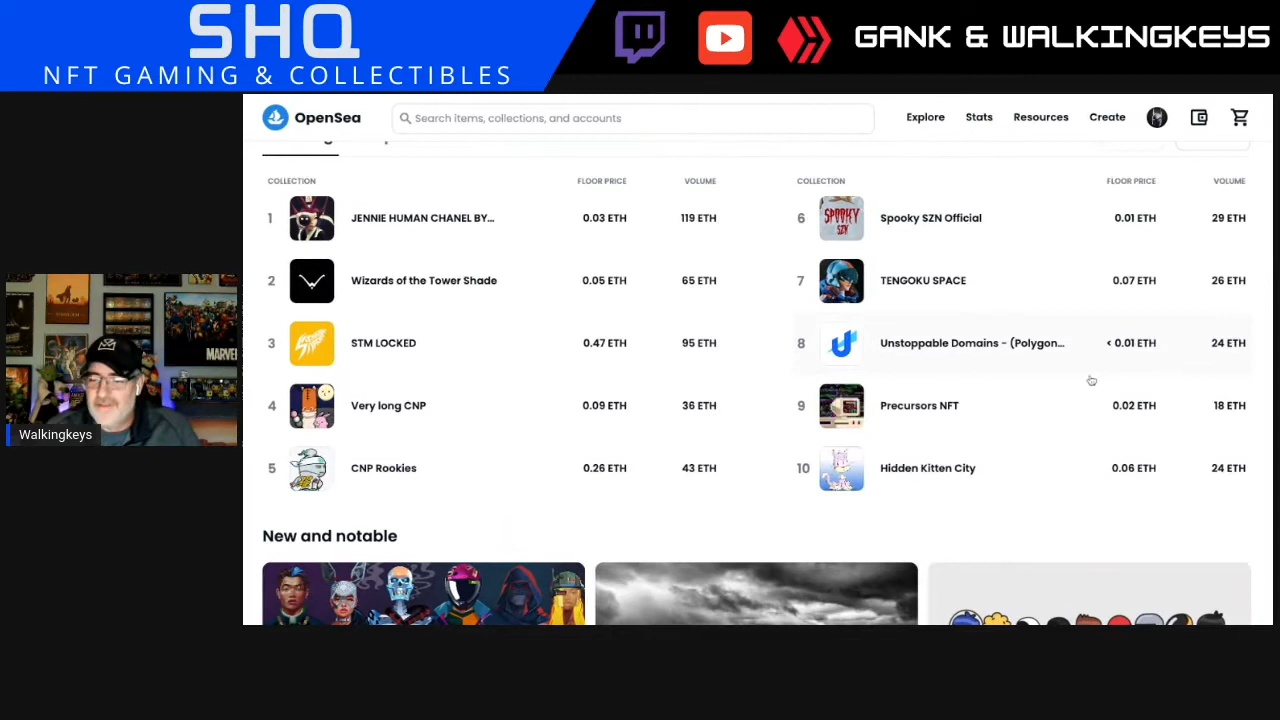 SHQ
NFT GAMING & COLLECTIBLES
GANK & WALKINGKEYS
OpenSea
Search items, collections, and accounts
Explore
Stats
Resources
Create
COLLECTION FLOOR PRICE VOLUME
1 JENNIE HUMAN CHANEL BY... 0.03 ETH 119 ETH
2 Wizards of the Tower Shade 0.05 ETH 65 ETH
3 STM LOCKED 0.47 ETH 95 ETH
4 Very long CNP 0.09 ETH 36 ETH
5 CNP Rookies 0.26 ETH 43 ETH
COLLECTION FLOOR PRICE VOLUME
6 Spooky SZN Official 0.01 ETH 29 ETH
SPOOKY
SZN
7 TENGOKU SPACE 0.07 ETH 26 ETH
8 Unstoppable Domains - (Polygon... < 0.01 ETH 24 ETH
9 Precursors NFT 0.02 ETH 18 ETH
10 Hidden Kitten City 0.06 ETH 24 ETH
New and notable
MARVEL
Walkingkeys